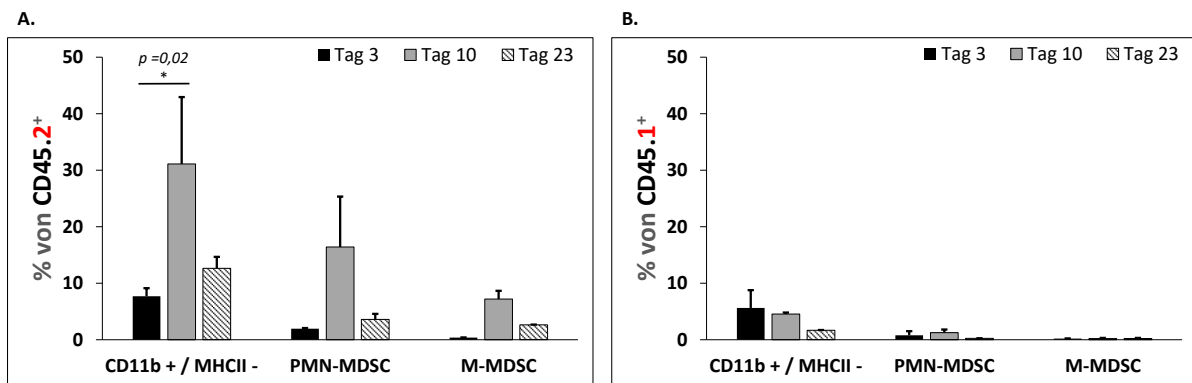 A.
50
40
30
20
10
0
% von CD45.2+
p =0,02
*
Tag 3
Tag 10
Tag 23
CD11b + / MHCII -
PMN-MDSC
M-MDSC
B.
50
40
30
20
10
0
% von CD45.1+
Tag 3
Tag 10
Tag 23
CD11b + / MHCII -
PMN-MDSC
M-MDSC